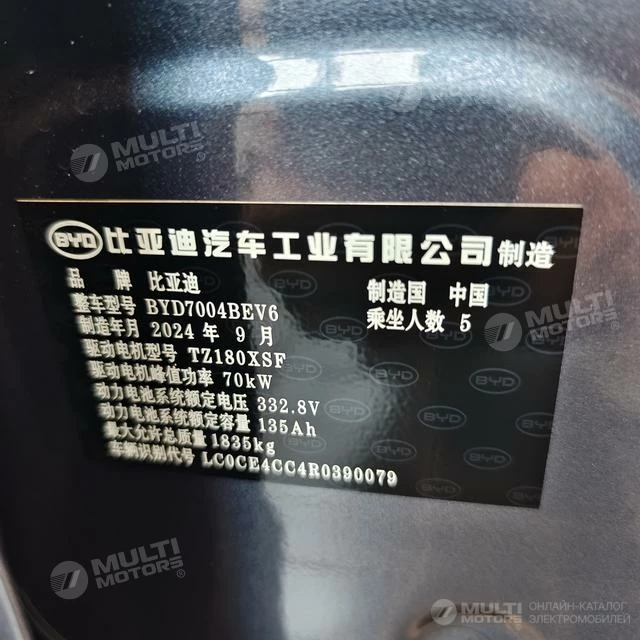 MULTI
MOTORS
BYD 比亚迪汽车工业有限公司 制造
品 牌 比亚迪
制造国 中国
整车型号 BYD7004BEV6
乘坐人数 5
制造年月 2024 年 9 月
驱动电机型号 TZ180XSF
驱动电机峰值功率 70kW
动力电池系统额定电压 332.8V
动力电池系统额定容量 135Ah
最大允许总质量 1835kg
车辆识别代号 LC0CE4CC4R0390079
MULTI
MOTORS
MULTI
MOTORS
ОНЛАЙН-КАТАЛОГ
ЭЛЕКТРОМОБИЛЕЙ